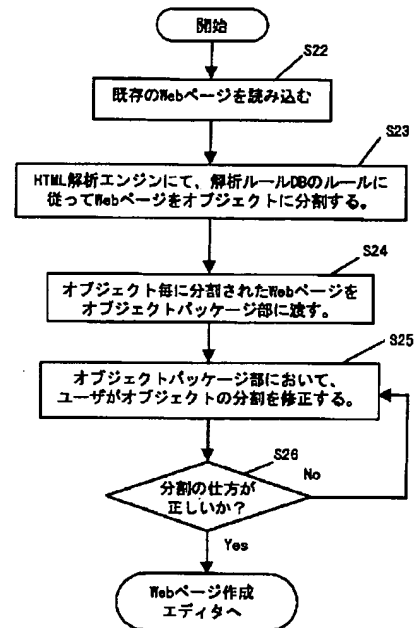 開始
S22
既存のWebページを読み込む
S23
HTML解析エンジンにて、解析ルールDBのルールに
従ってWebページをオブジェクトに分割する。
S24
オブジェクト毎に分割されたWebページを
オブジェクトパッケージ部に渡す。
S25
オブジェクトパッケージ部において、
ユーザがオブジェクトの分割を修正する。
S26
分割の仕方が
正しいか？
No
Yes
Webページ作成
エディタへ